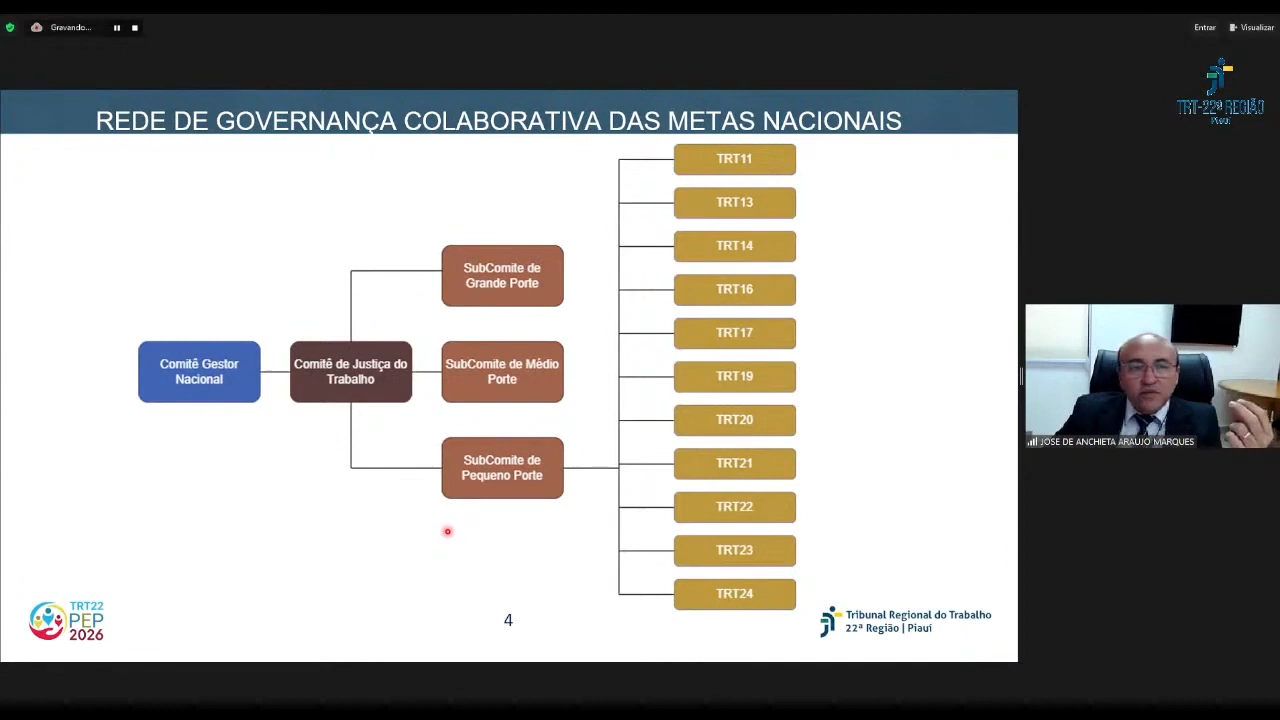 Gravando...
Entrar
Visualizar
TRT-22ª REGIÃO
Piauí
REDE DE GOVERNANÇA COLABORATIVA DAS METAS NACIONAIS
Comitê Gestor
Nacional
Comitê de Justiça do
Trabalho
SubComite de
Grande Porte
SubComite de Médio
Porte
SubComite de
Pequeno Porte
TRT11
TRT13
TRT14
TRT16
TRT17
TRT19
TRT20
TRT21
TRT22
TRT23
TRT24
JOSE DE ANCHIETA ARAUJO MARQUES
TRT22
PEP
2026
4
Tribunal Regional do Trabalho
22ª Região | Piauí